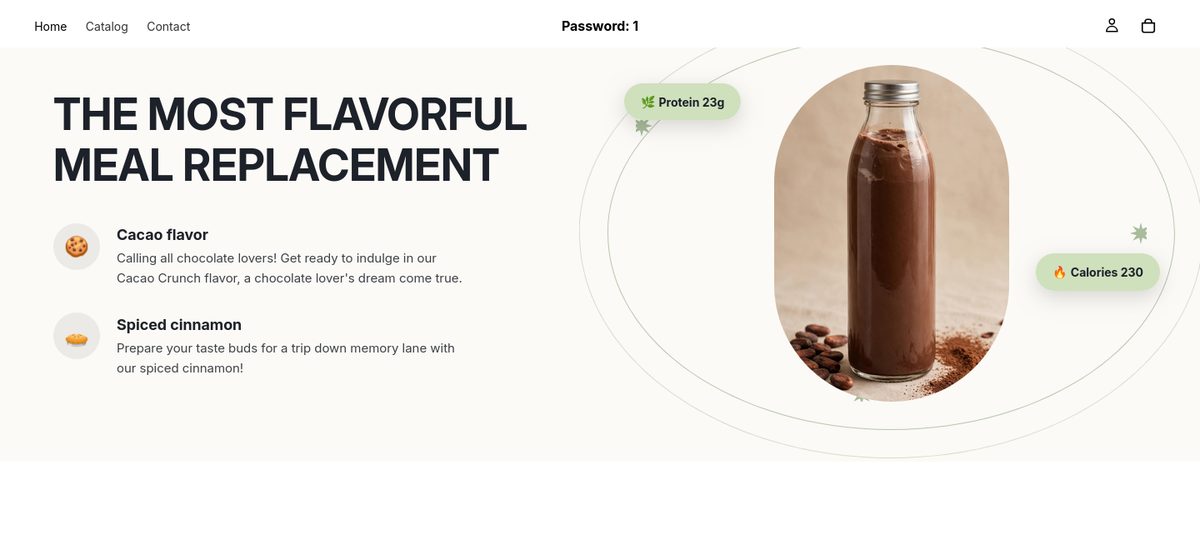 Home Catalog Contact
Password: 1
THE MOST FLAVORFUL
MEAL REPLACEMENT
Cacao flavor
Calling all chocolate lovers! Get ready to indulge in our
Cacao Crunch flavor, a chocolate lover's dream come true.
Spiced cinnamon
Prepare your taste buds for a trip down memory lane with
our spiced cinnamon!
🌿 Protein 23g
🔥 Calories 230